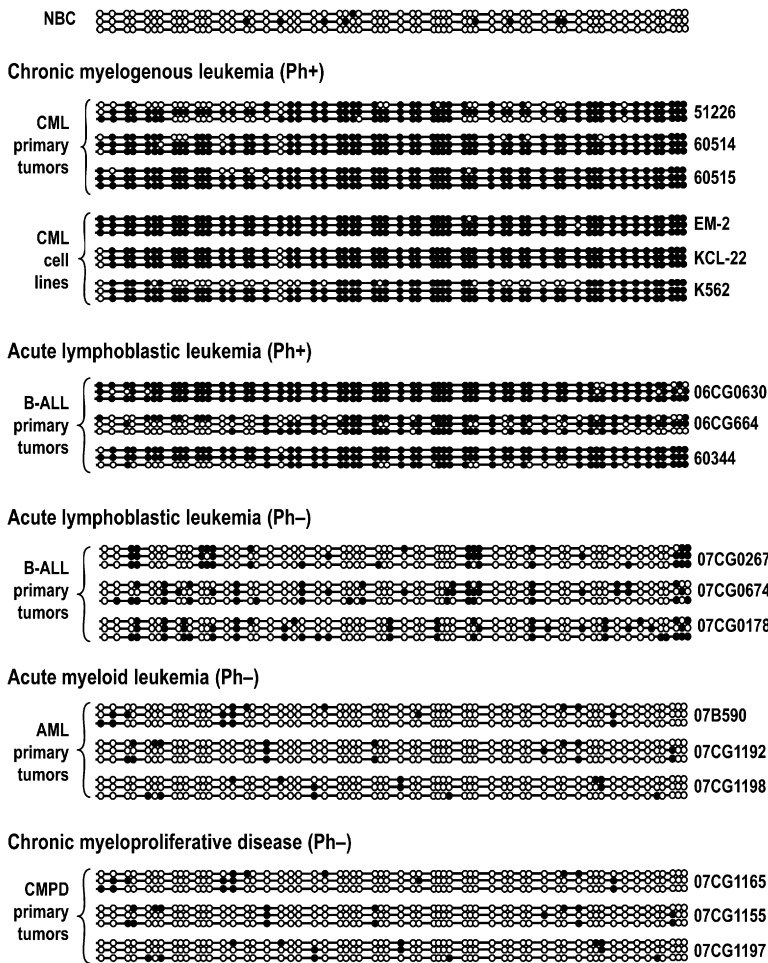 NBC
Chronic myelogenous leukemia (Ph+)
CML
primary
tumors
51226
60514
60515
CML
cell
lines
EM-2
KCL-22
K562
Acute lymphoblastic leukemia (Ph+)
B-ALL
primary
tumors
06CG0630
06CG664
60344
Acute lymphoblastic leukemia (Ph–)
B-ALL
primary
tumors
07CG0267
07CG0674
07CG0178
Acute myeloid leukemia (Ph–)
AML
primary
tumors
07B590
07CG1192
07CG1198
Chronic myeloproliferative disease (Ph–)
CMPD
primary
tumors
07CG1165
07CG1155
07CG1197